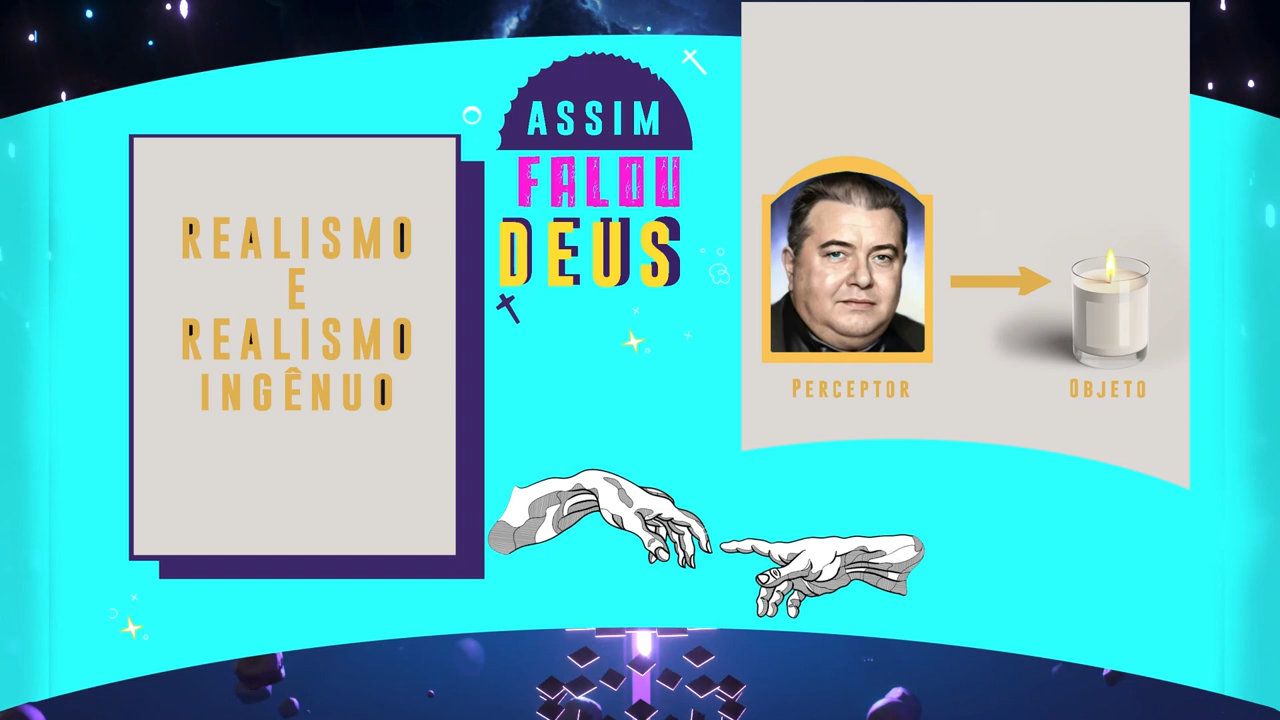 REALISMO
E
REALISMO
INGÊNUO
ASSIM
FALOU
DEUS
PERCEPTOR
OBJETO